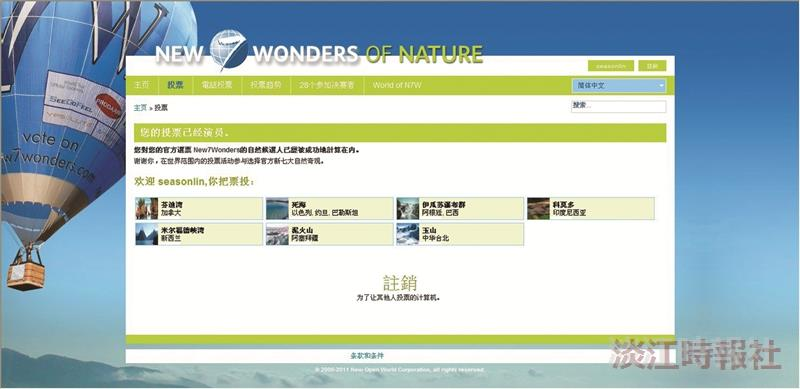 NEW 7 WONDERS OF NATURE
seasonlin 註銷
主页 投票 電話投票 投票趋势 28个参加决赛者 World of N7W 简体中文
搜索...
主页 » 投票
您的投票已经演员。
您對您的官方選票 New7Wonders的自然候選人已經被成功地計算在内。
谢谢你，在世界范围内的投票活动参与选择官方新七大自然奇观。
欢迎 seasonlin,你把票投：
芬迪湾
加拿大
死海
以色列, 约旦, 巴勒斯坦
伊瓜苏瀑布群
阿根廷, 巴西
科莫多
印度尼西亚
米尔福德峡湾
新西兰
泥火山
阿塞拜疆
玉山
中华台北
註銷
为了让其他人投票的计算机。
条款和条件
© 2000-2011 New Open World Corporation, all rights reserved.
SEECOFFEL
vote on
new7wonders.com
淡江時報社